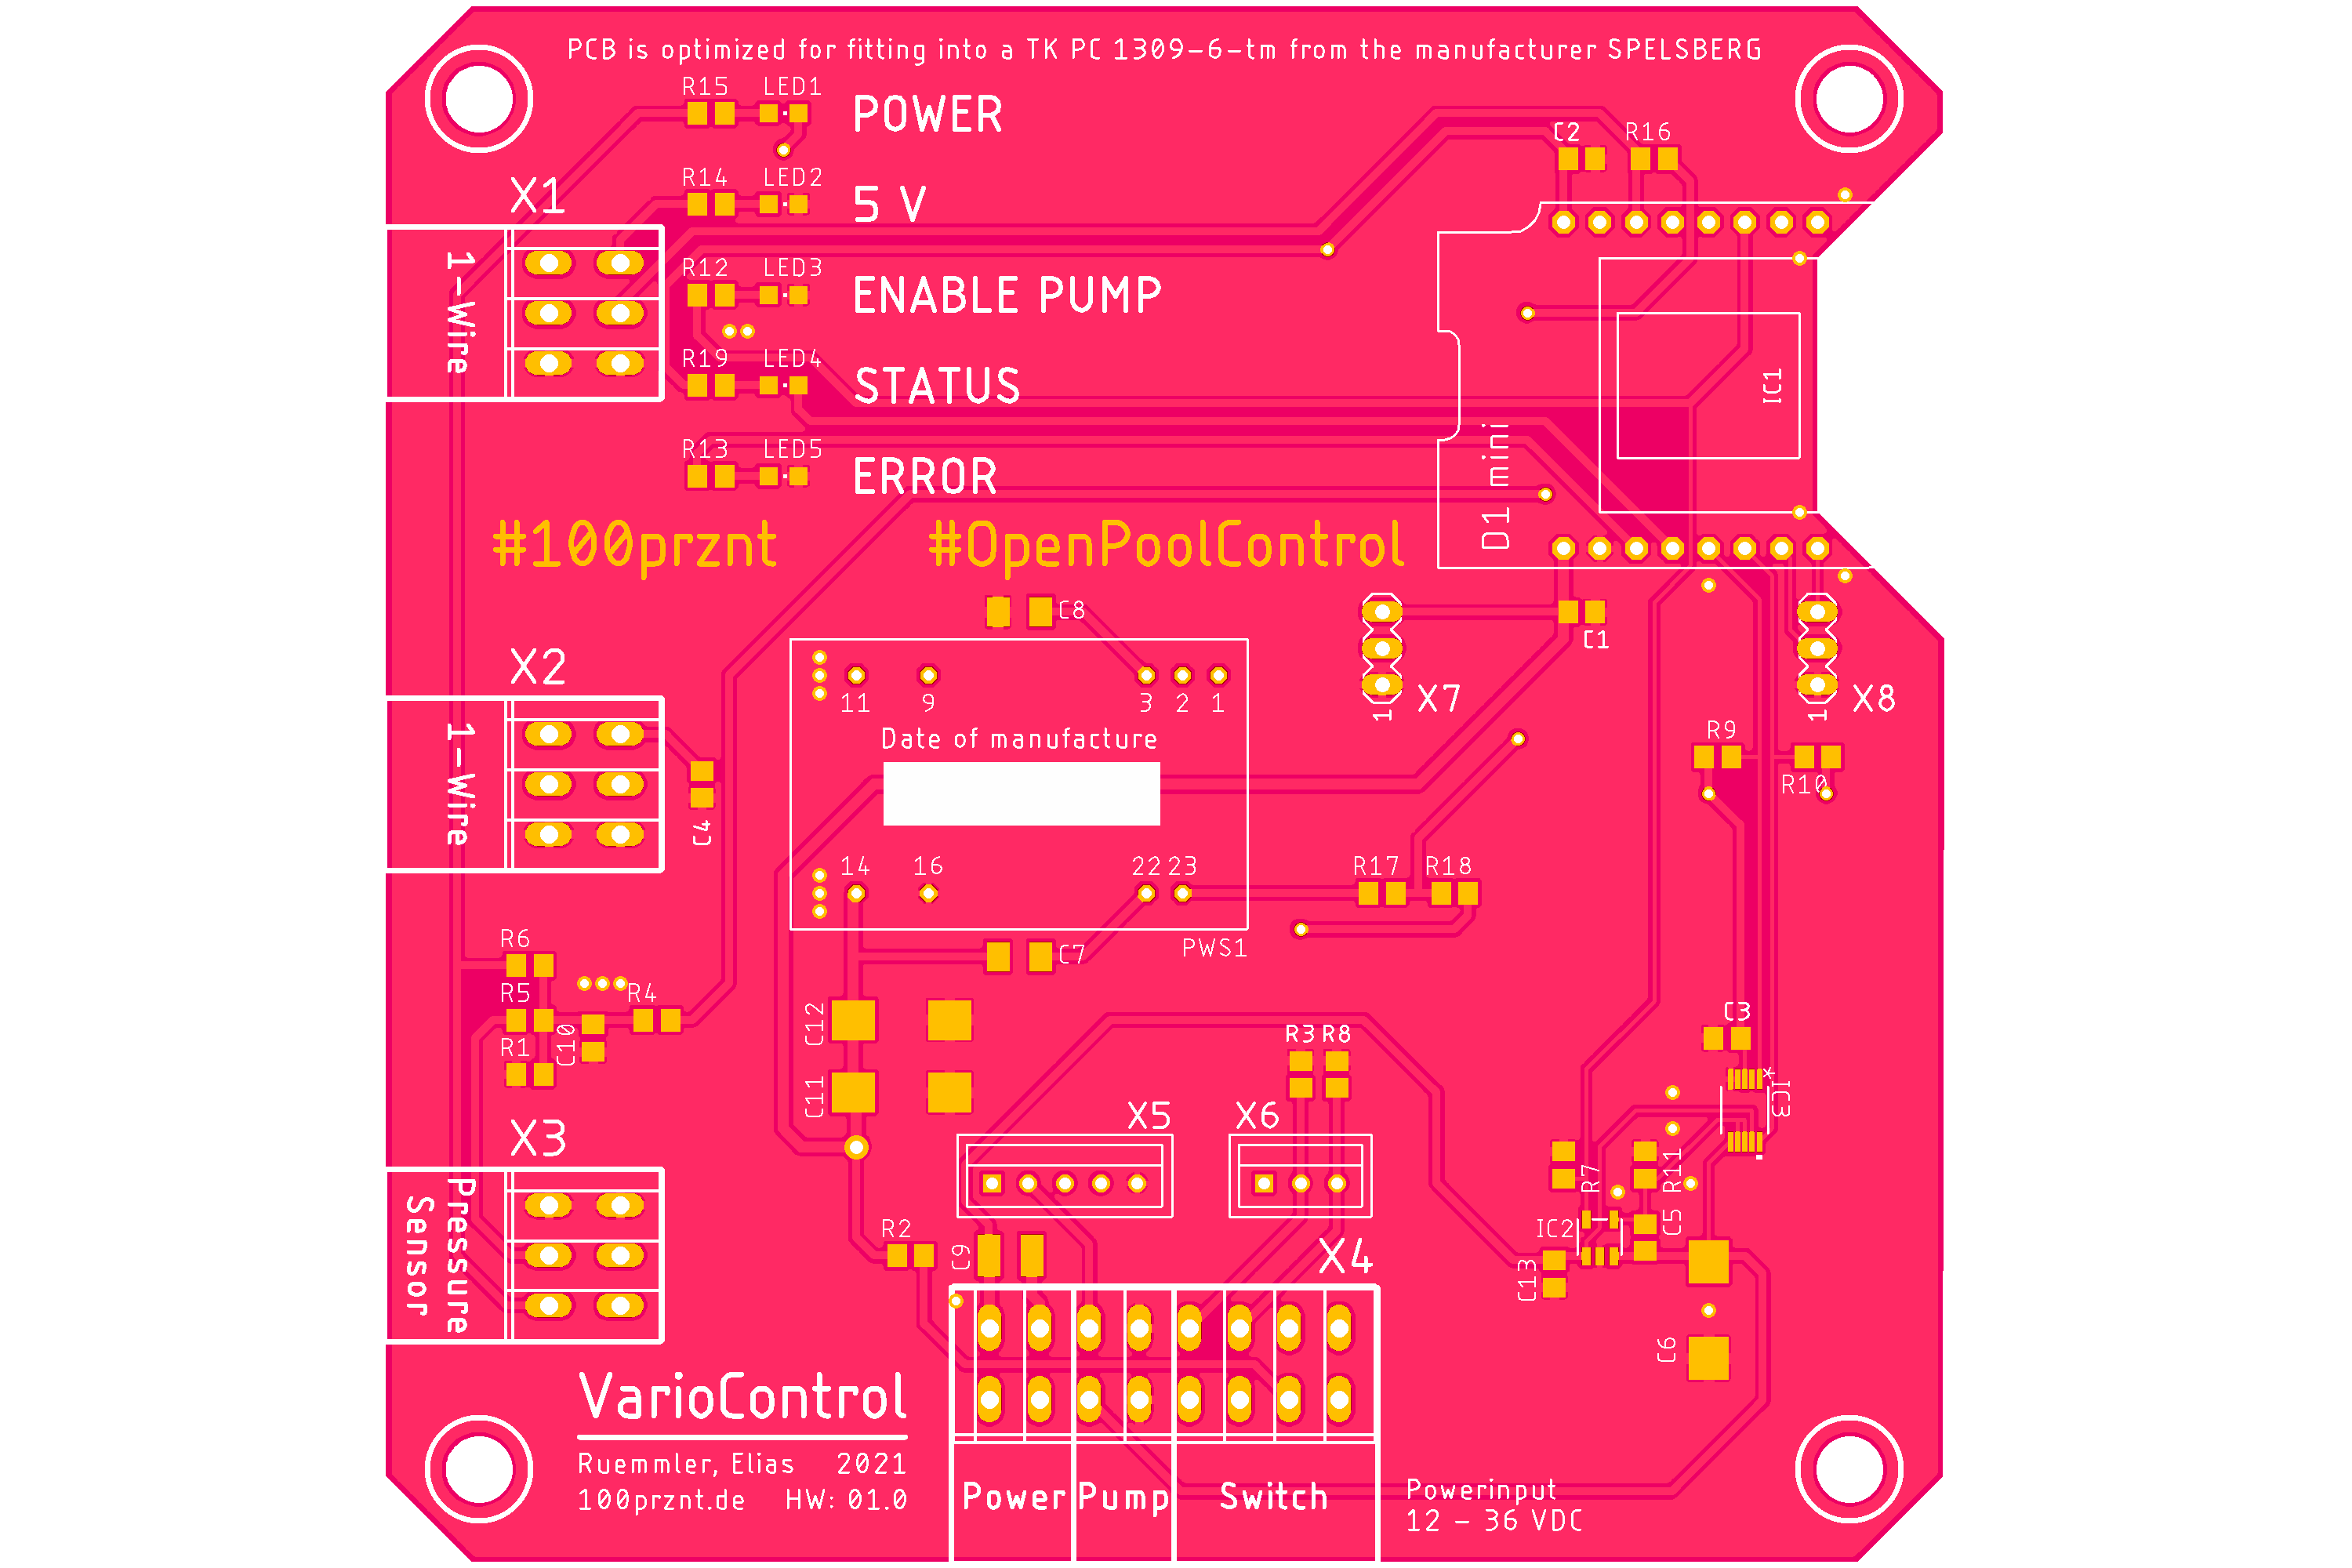 PCB is optimized for fitting into a TK PC 1309-6-tm from the manufacturer SPELSBERG
R15 LED1
POWER
C2 R16
R14 LED2
X1
5 V
1-Wire
R12 LED3
ENABLE PUMP
R19 LED4
STATUS
IC1
R13 LED5
ERROR
D1 mini
#100prznt #OpenPoolControl
C8
C1
X2
11 9 3 2 1
X7
1
X8
1
1-Wire
Date of manufacture
R9
R10
C4
14 16 22 23
R17 R18
R6
C7
PWS1
R5
R4
C12
C3
R1
C10
R3 R8
C11
IC3
*
X5
X6
X3
R7
R11
Pressure
Sensor
R2
C9
X4
IC2
C5
C13
C6
VarioControl
Ruemmler, Elias 2021
100prznt.de HW: 01.0
Power Pump Switch
Powerinput
12 - 36 VDC